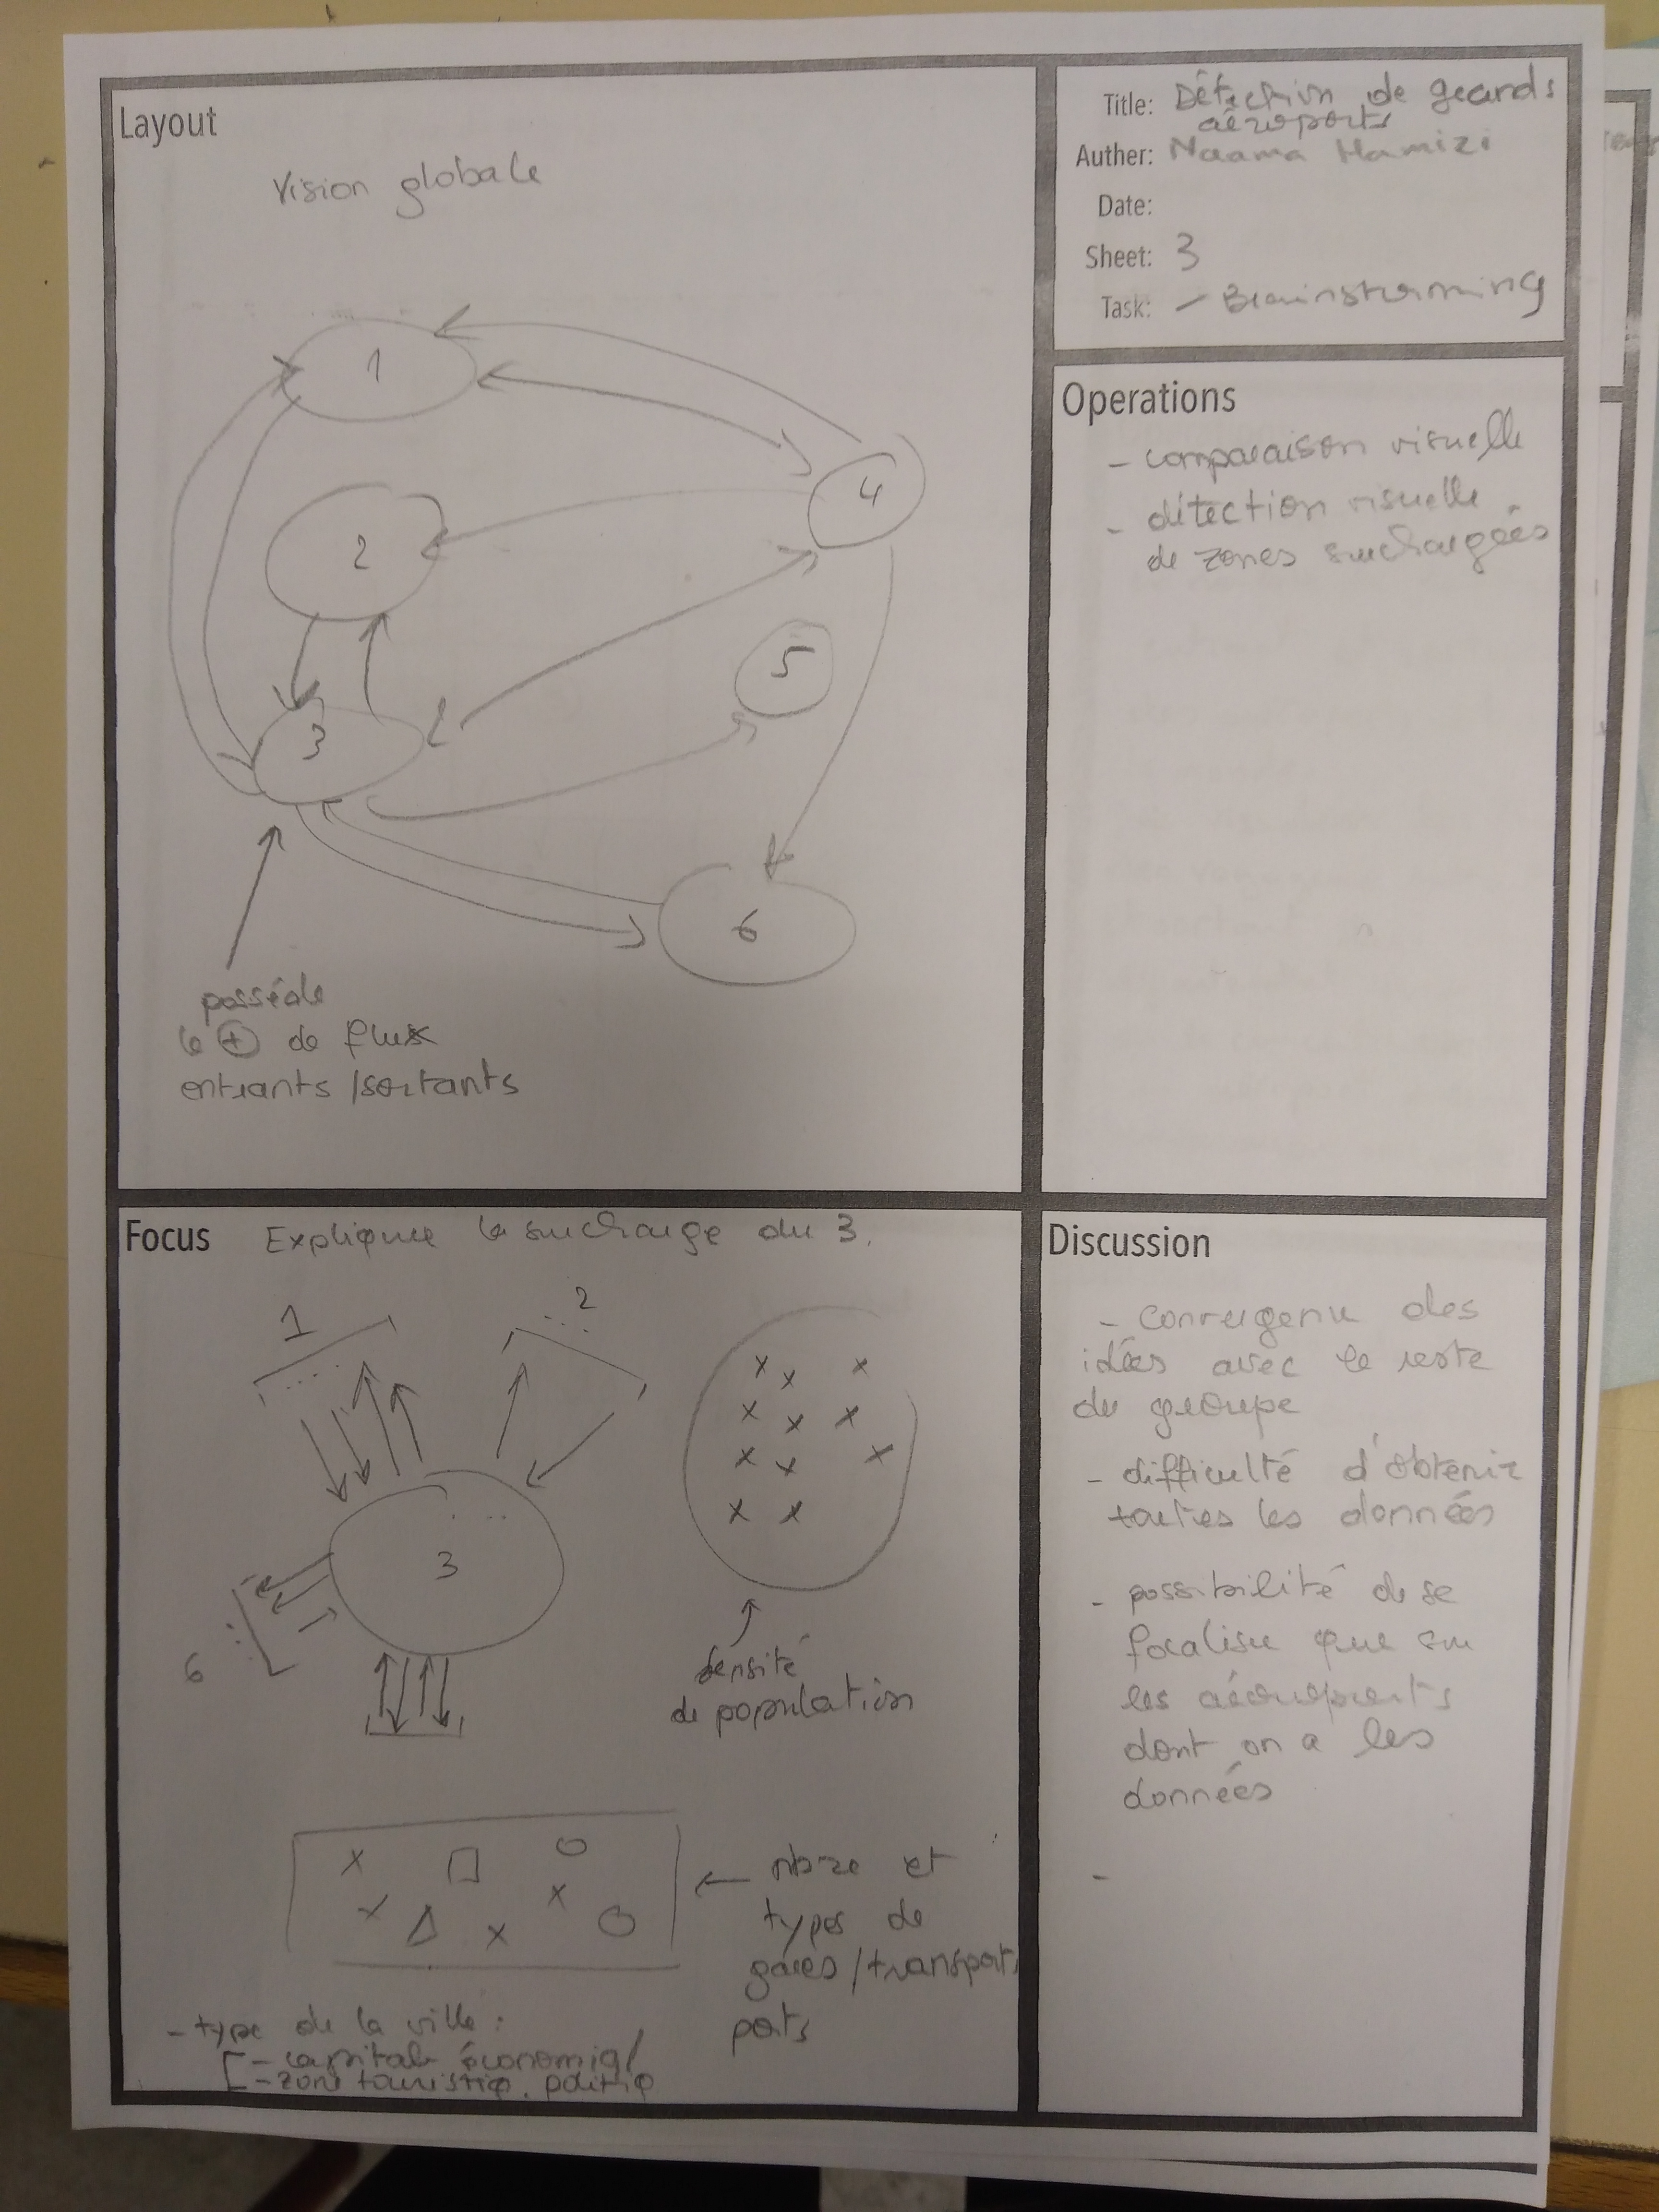 Layout
Vision globale
1
4
2
5
3
6
posséde
le + de flux
entrants / sortants
Title: Détection de grands
aéroports
Auther: Naama Hamizi
Date:
Sheet: 3
Task: - Brainstorming
Operations
- comparaison visuelle
- détection visuelle
de zones surchargées
Focus Expliquer la surcharge du 3.
1
2
3
6
densité
de population
nbre et
types de
gares / transports
ports
- type de la ville :
- capitale économiq /
- zone touristiq, politiq
Discussion
- convergence des
idées avec le reste
du groupe
- difficulté d'obtenir
toutes les données
- possibilité de se
focaliser que sur
les aéroports
dont on a les
données
-